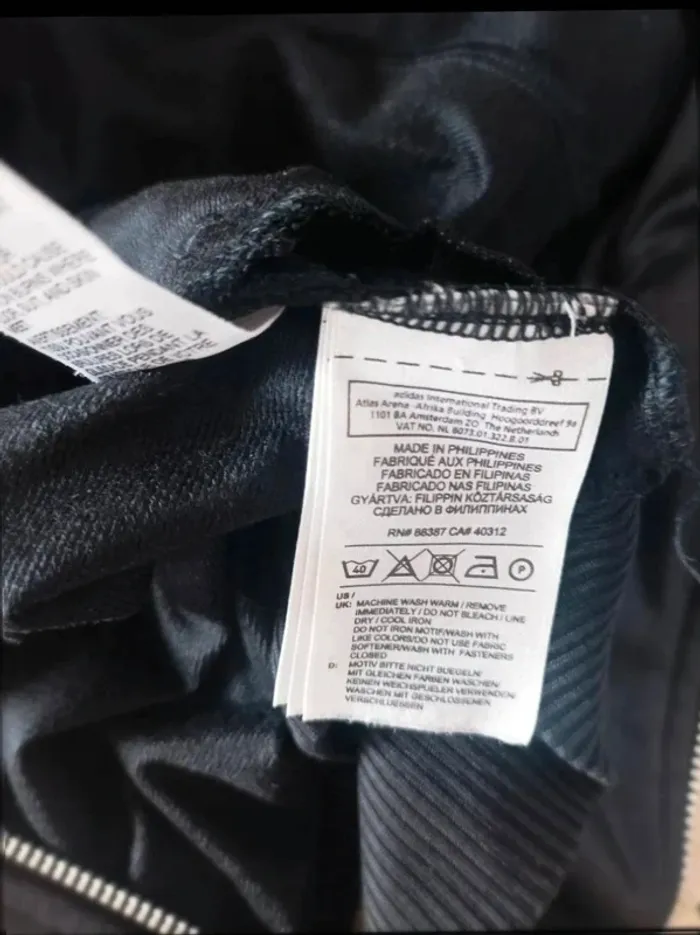 adidas International Trading BV
Atlas Arena -Afrika Building Hoogoorddreef 9a
1101 BA Amsterdam ZO The Netherlands
VAT NO. NL 8073.01.322.B.01
MADE IN PHILIPPINES
FABRIQUÉ AUX PHILIPPINES
FABRICADO EN FILIPINAS
FABRICADO NAS FILIPINAS
GYÁRTVA: FILIPPIN KÖZTÁRSASÁG
СДЕЛАНО В ФИЛИППИНАХ
RN# 88387 CA# 40312
40
P
US /
UK: MACHINE WASH WARM / REMOVE
IMMEDIATELY / DO NOT BLEACH / LINE
DRY / COOL IRON
DO NOT IRON MOTIF/WASH WITH
LIKE COLORS/DO NOT USE FABRIC
SOFTENER/WASH WITH FASTENERS
CLOSED
D: MOTIV BITTE NICHT BUEGELN/
MIT GLEICHEN FARBEN WASCHEN/
KEINEN WEICHSPUELER VERWENDEN/
WASCHEN MIT GESCHLOSSENEN
VERSCHLUESSEN